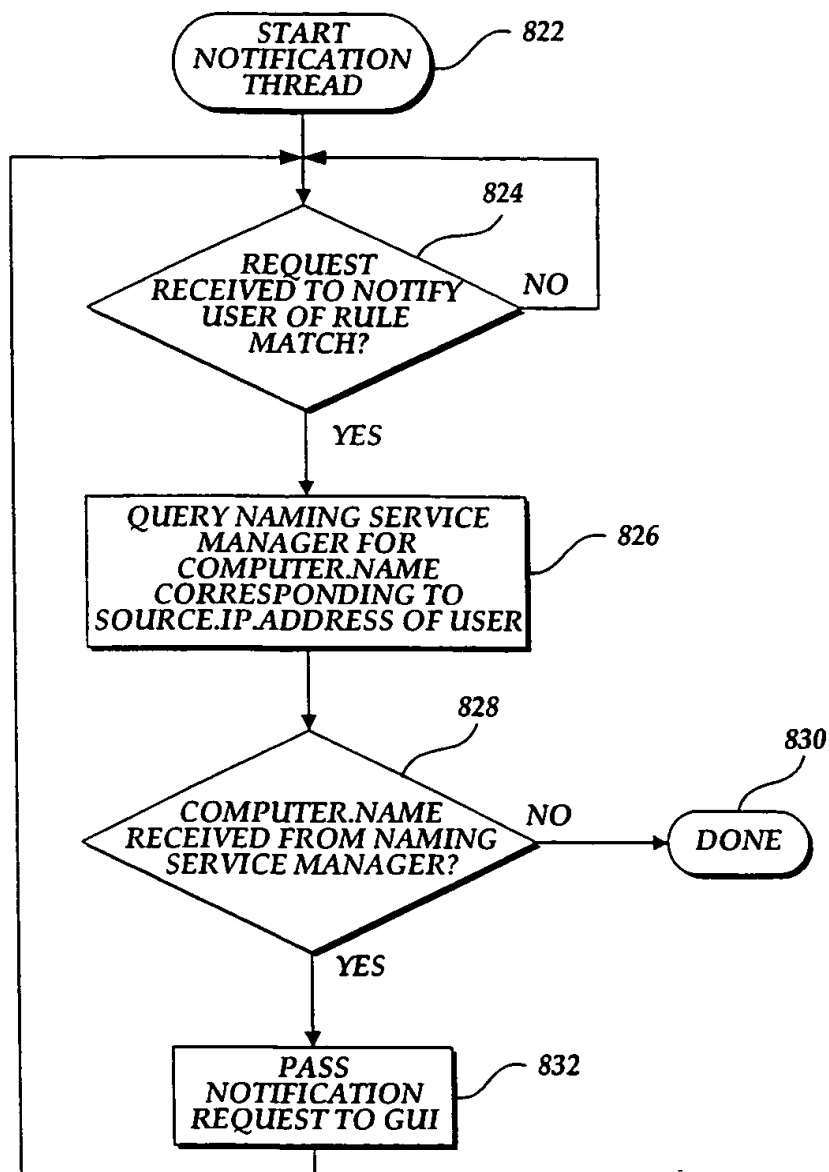 START
NOTIFICATION
THREAD
822
824
REQUEST
RECEIVED TO NOTIFY
USER OF RULE
MATCH?
NO
YES
QUERY NAMING SERVICE
MANAGER FOR
COMPUTER.NAME
CORRESPONDING TO
SOURCE.IP.ADDRESS OF USER
826
828
COMPUTER.NAME
RECEIVED FROM NAMING
SERVICE MANAGER?
NO
830
DONE
YES
PASS
NOTIFICATION
REQUEST TO GUI
832